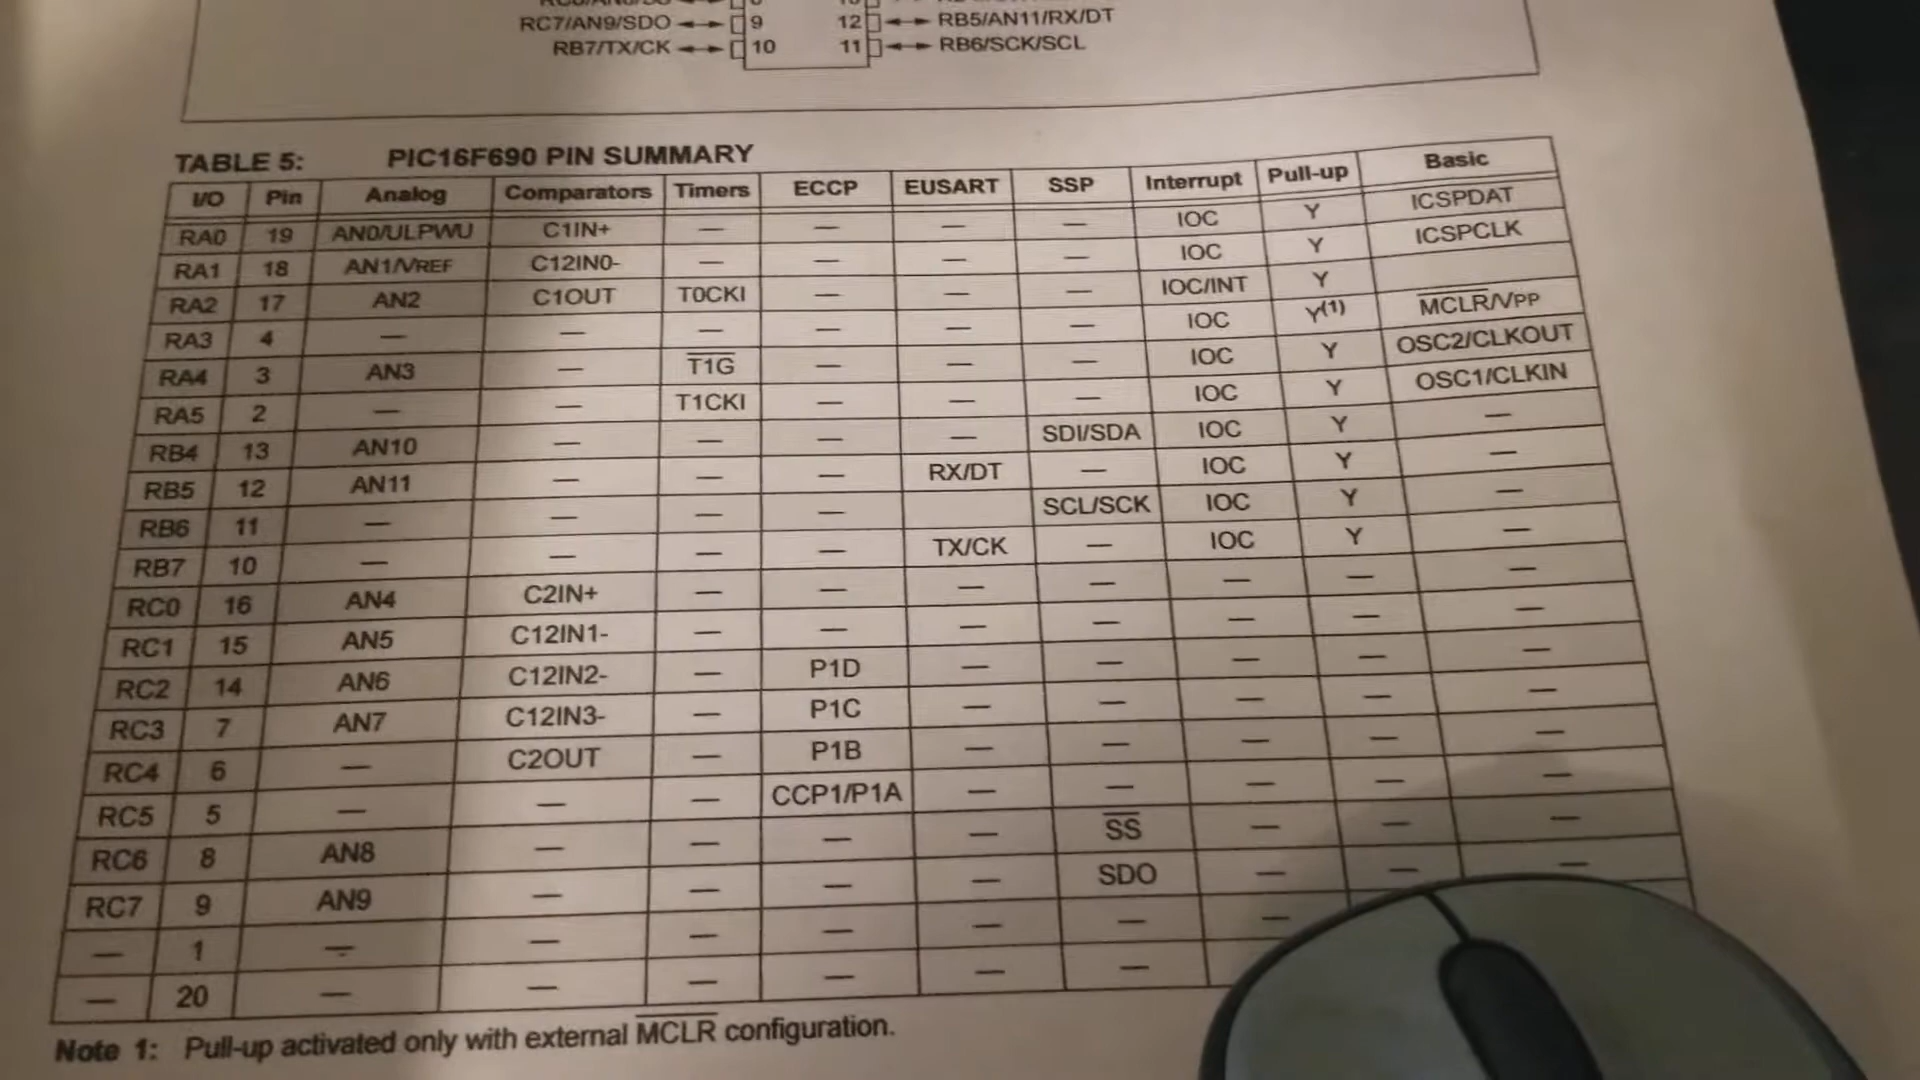 RC7/AN9/SDO 9 12 RB5/AN11/RX/DT
RB7/TX/CK 10 11 RB6/SCK/SCL
TABLE 5: PIC16F690 PIN SUMMARY
I/O Pin Analog Comparators Timers ECCP EUSART SSP Interrupt Pull-up Basic
RA0 19 AN0/ULPWU C1IN+ — — — — IOC Y ICSPDAT
RA1 18 AN1/VREF C12IN0- — — — — IOC Y ICSPCLK
RA2 17 AN2 C1OUT T0CKI — — — IOC/INT Y
RA3 4 — — — — — — IOC Y(1) MCLR/VPP
RA4 3 AN3 — T1G — — — IOC Y OSC2/CLKOUT
RA5 2 — — T1CKI — — — IOC Y OSC1/CLKIN
RB4 13 AN10 — — — — SDI/SDA IOC Y —
RB5 12 AN11 — — — RX/DT — IOC Y —
RB6 11 — — — — SCL/SCK IOC Y —
RB7 10 — — — — TX/CK — IOC Y —
RC0 16 AN4 C2IN+ — — — — — — —
RC1 15 AN5 C12IN1- — — — — — — —
RC2 14 AN6 C12IN2- — P1D — — — — —
RC3 7 AN7 C12IN3- — P1C — — — — —
RC4 6 — C2OUT — P1B — — — — —
RC5 5 — — — CCP1/P1A — — — — —
RC6 8 AN8 — — — — SS — — —
RC7 9 AN9 — — — — SDO — — —
— 1 — — — — — — —
— 20 — — — — — —
Note 1: Pull-up activated only with external MCLR configuration.